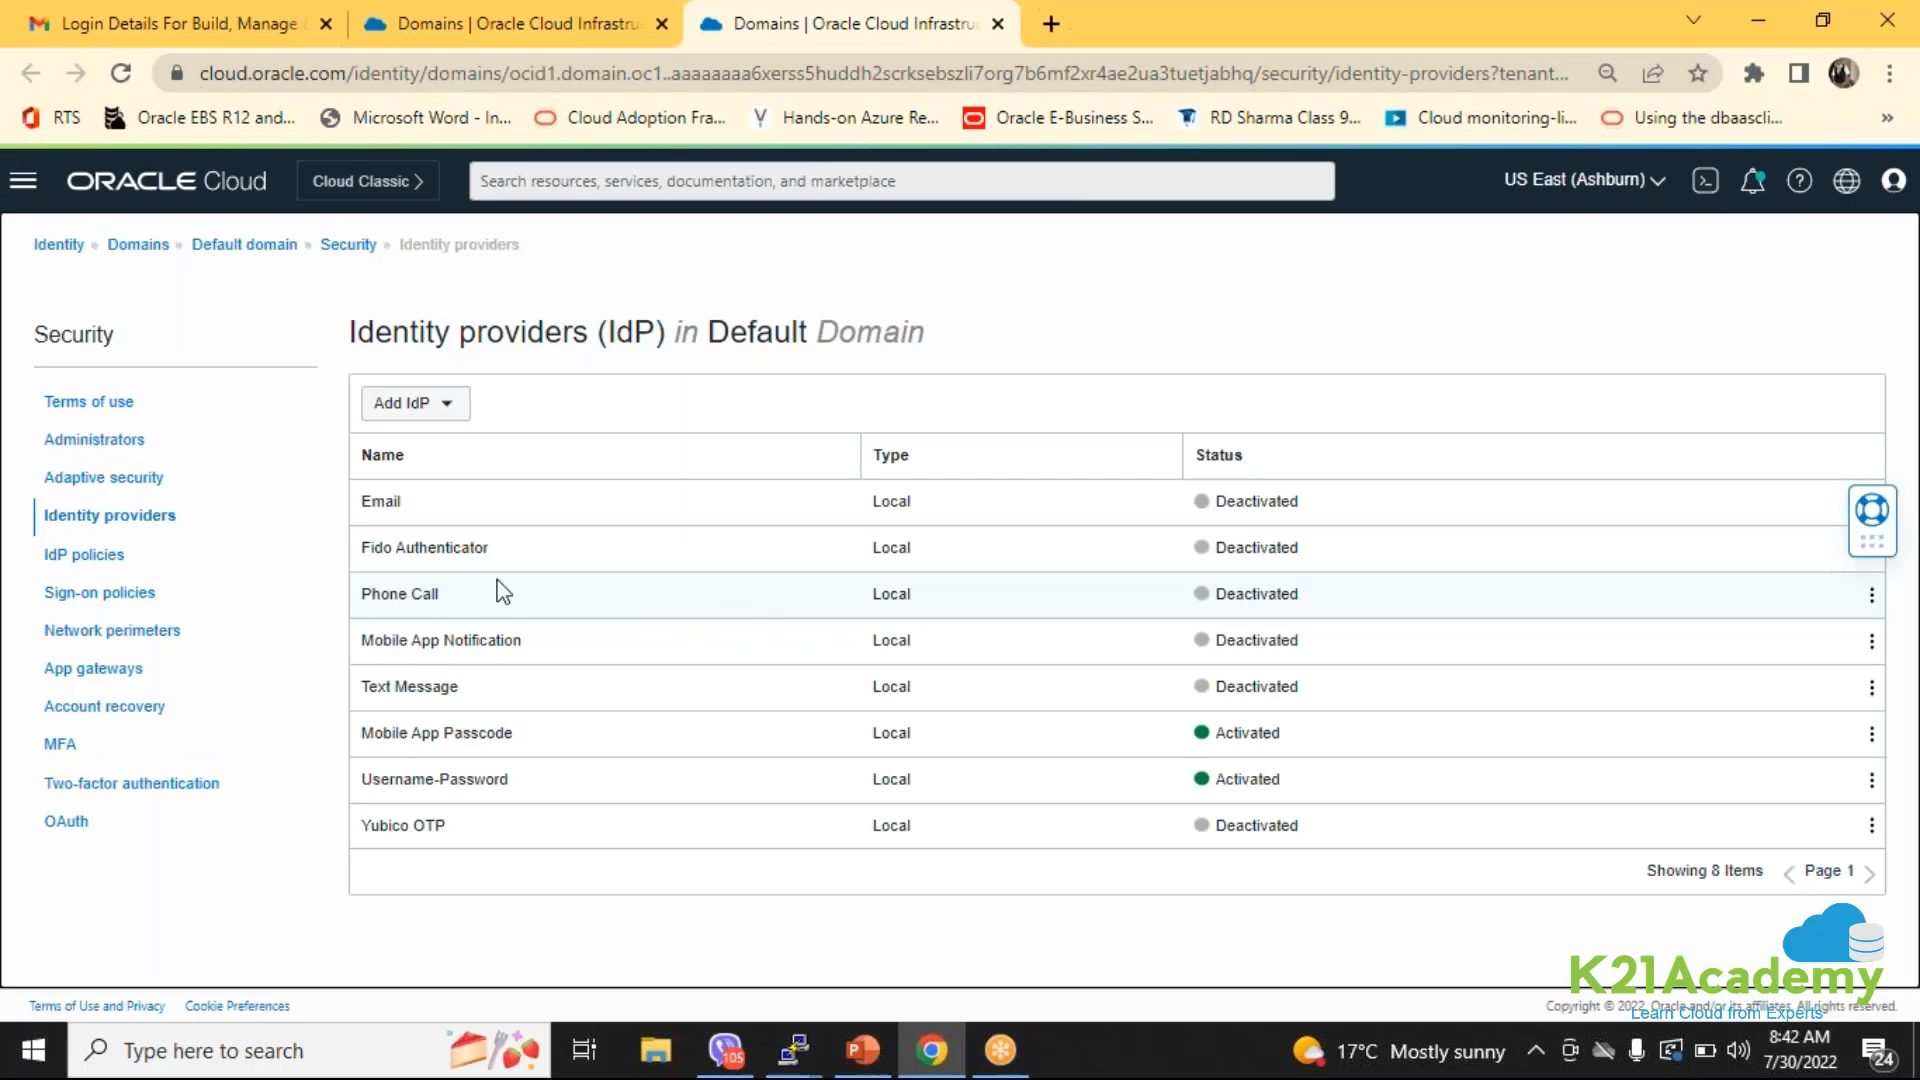 Login Details For Build, Manage
Domains | Oracle Cloud Infrastru
Domains | Oracle Cloud Infrastru
cloud.oracle.com/identity/domains/ocid1.domain.oc1..aaaaaaaa6xerss5huddh2scrksebszli7org7b6mf2xr4ae2ua3tuetjabhq/security/identity-providers?tenant...
RTS
Oracle EBS R12 and...
Microsoft Word - In...
Cloud Adoption Fra...
Hands-on Azure Re...
Oracle E-Business S...
RD Sharma Class 9...
Cloud monitoring-li...
Using the dbaascli...
»
ORACLE Cloud
Cloud Classic >
Search resources, services, documentation, and marketplace
US East (Ashburn)
Identity » Domains » Default domain » Security » Identity providers
Security
Terms of use
Administrators
Adaptive security
Identity providers
IdP policies
Sign-on policies
Network perimeters
App gateways
Account recovery
MFA
Two-factor authentication
OAuth
Identity providers (IdP) in Default Domain
Add IdP
Name Type Status
Email Local Deactivated
Fido Authenticator Local Deactivated
Phone Call Local Deactivated
Mobile App Notification Local Deactivated
Text Message Local Deactivated
Mobile App Passcode Local Activated
Username-Password Local Activated
Yubico OTP Local Deactivated
Showing 8 Items < Page 1 >
K21Academy
Learn Cloud from Experts
Terms of Use and Privacy Cookie Preferences
Copyright © 2022, Oracle and/or its affiliates. All rights reserved.
Type here to search
105
17°C Mostly sunny
8:42 AM
7/30/2022
24